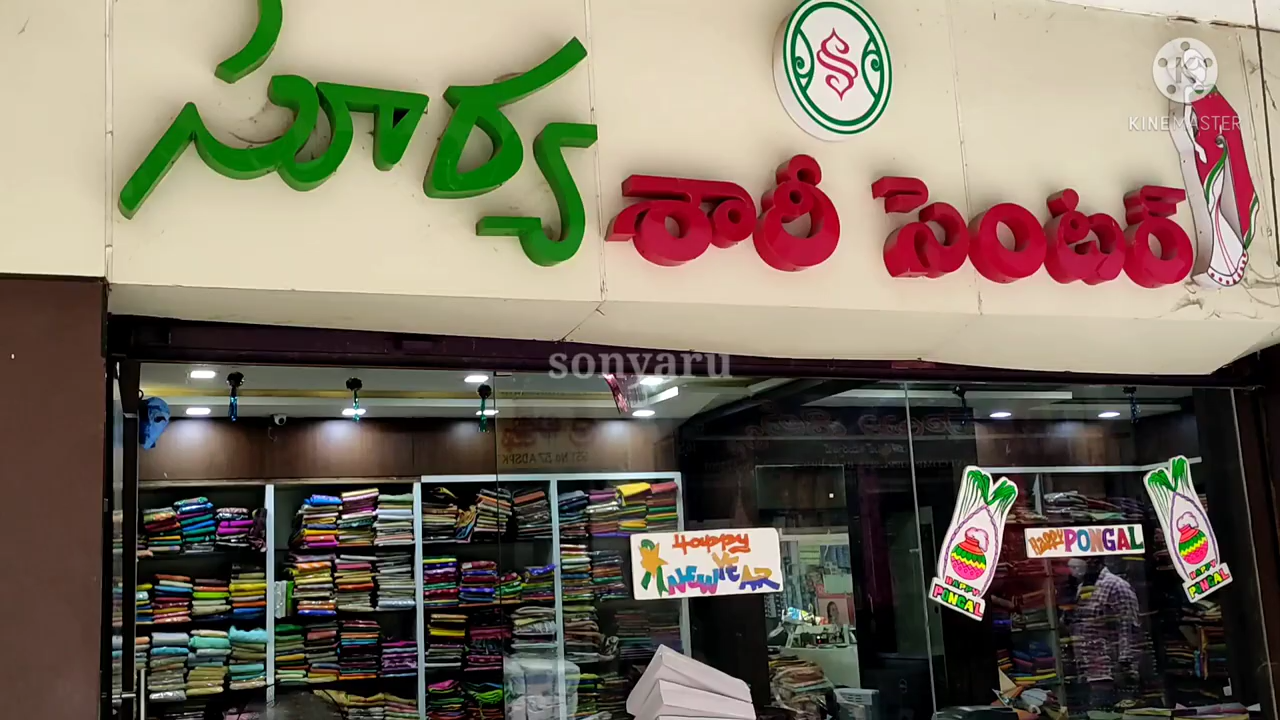 సూర్య
శారీ సెంటర్
S
KINEMASTER
sonyaru
Happy
NEW YEAR
HAPPY PONGAL
HAPPY
PONGAL
HAPPY
PONGAL